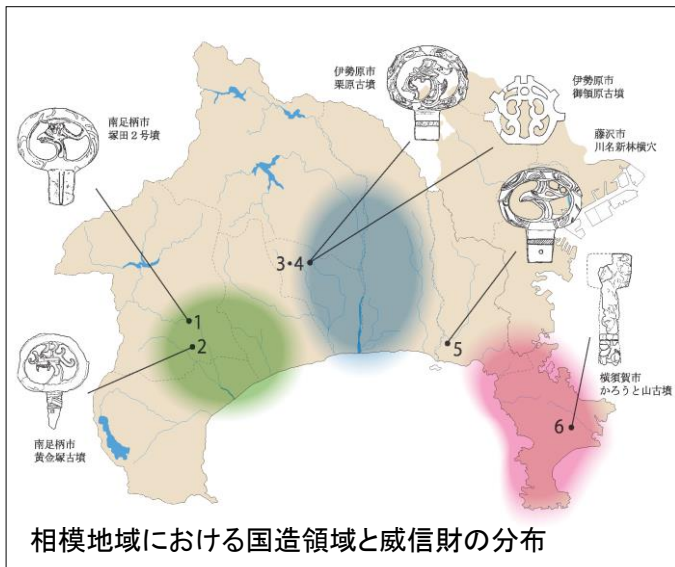 伊勢原市
栗原古墳
伊勢原市
御領原古墳
南足柄市
塚田2号墳
藤沢市
川名新林横穴
3・4
1
2
5
6
横須賀市
かろうと山古墳
南足柄市
黄金塚古墳
相模地域における国造領域と威信財の分布